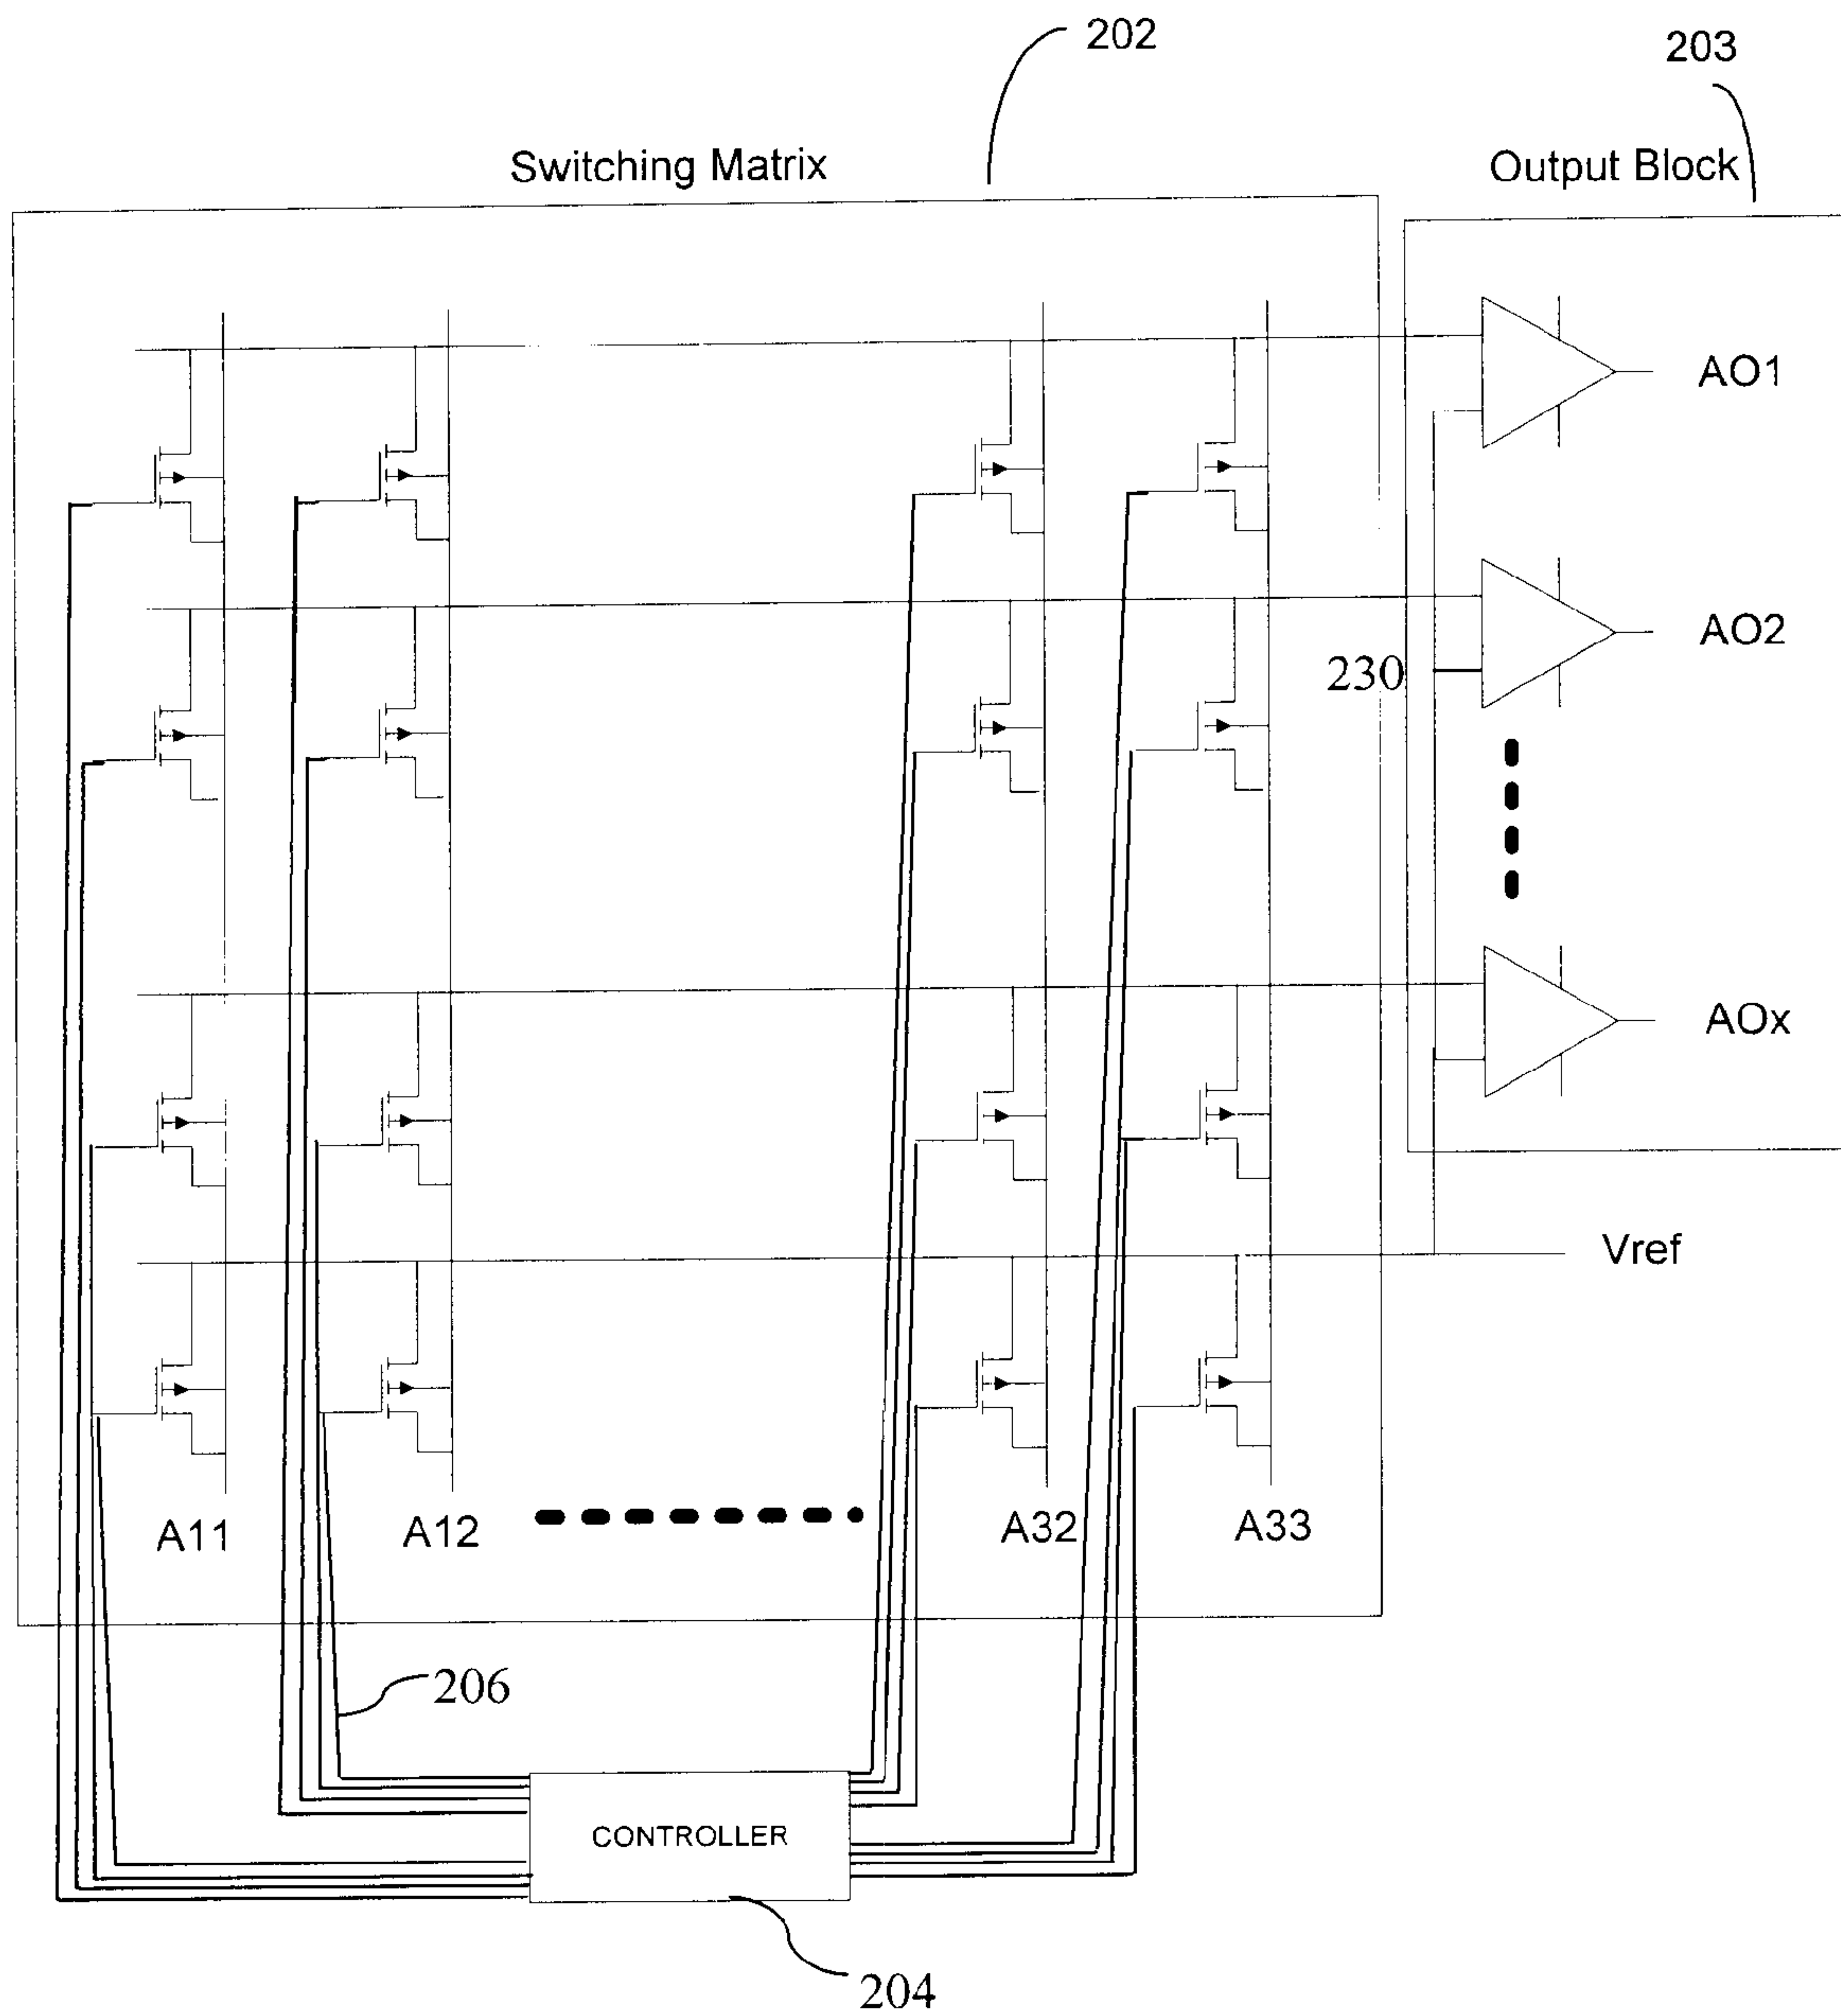 202
203
Switching Matrix
Output Block
AO1
AO2
230
AOx
Vref
A11
A12
A32
A33
206
CONTROLLER
204